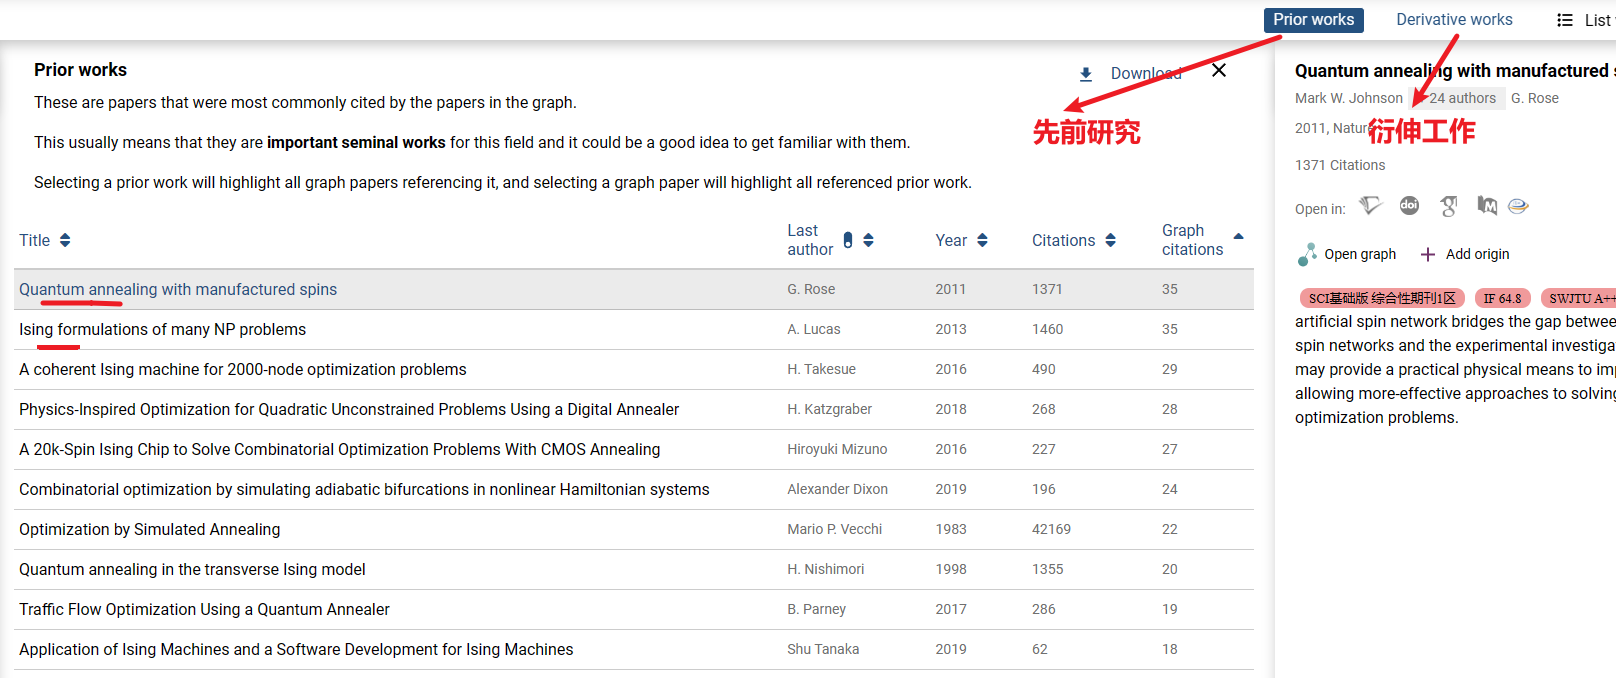 Prior works
Derivative works
List
Prior works
Download
These are papers that were most commonly cited by the papers in the graph.
This usually means that they are important seminal works for this field and it could be a good idea to get familiar with them.
Selecting a prior work will highlight all graph papers referencing it, and selecting a graph paper will highlight all referenced prior work.
先前研究
衍伸工作
Title Last author Year Citations Graph citations
Quantum annealing with manufactured spins G. Rose 2011 1371 35
Ising formulations of many NP problems A. Lucas 2013 1460 35
A coherent Ising machine for 2000-node optimization problems H. Takesue 2016 490 29
Physics-Inspired Optimization for Quadratic Unconstrained Problems Using a Digital Annealer H. Katzgraber 2018 268 28
A 20k-Spin Ising Chip to Solve Combinatorial Optimization Problems With CMOS Annealing Hiroyuki Mizuno 2016 227 27
Combinatorial optimization by simulating adiabatic bifurcations in nonlinear Hamiltonian systems Alexander Dixon 2019 196 24
Optimization by Simulated Annealing Mario P. Vecchi 1983 42169 22
Quantum annealing in the transverse Ising model H. Nishimori 1998 1355 20
Traffic Flow Optimization Using a Quantum Annealer B. Parney 2017 286 19
Application of Ising Machines and a Software Development for Ising Machines Shu Tanaka 2019 62 18
Quantum annealing with manufactured
Mark W. Johnson 24 authors G. Rose
2011, Nature
1371 Citations
Open in: doi g M
Open graph Add origin
SCI基础版 综合性期刊1区 IF 64.8 SWJTU A++
artificial spin network bridges the gap
spin networks and the experimental
may provide a practical physical means to
allowing more-effective approaches to
optimization problems.